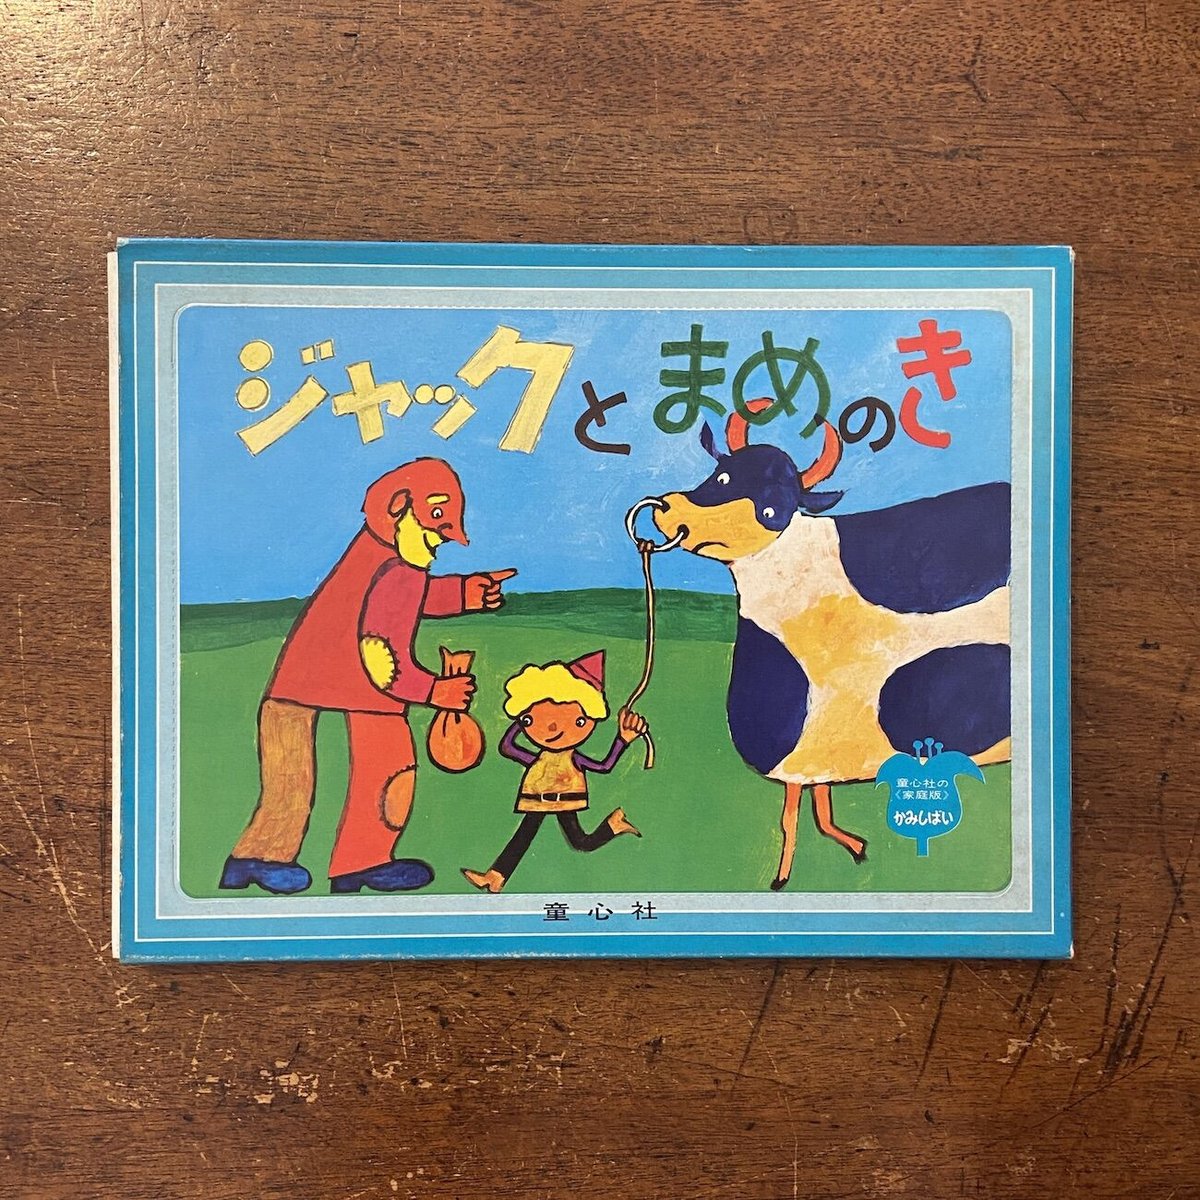 ジャックとまめのき
童心社の
《家庭版》
かみしばい
童心社